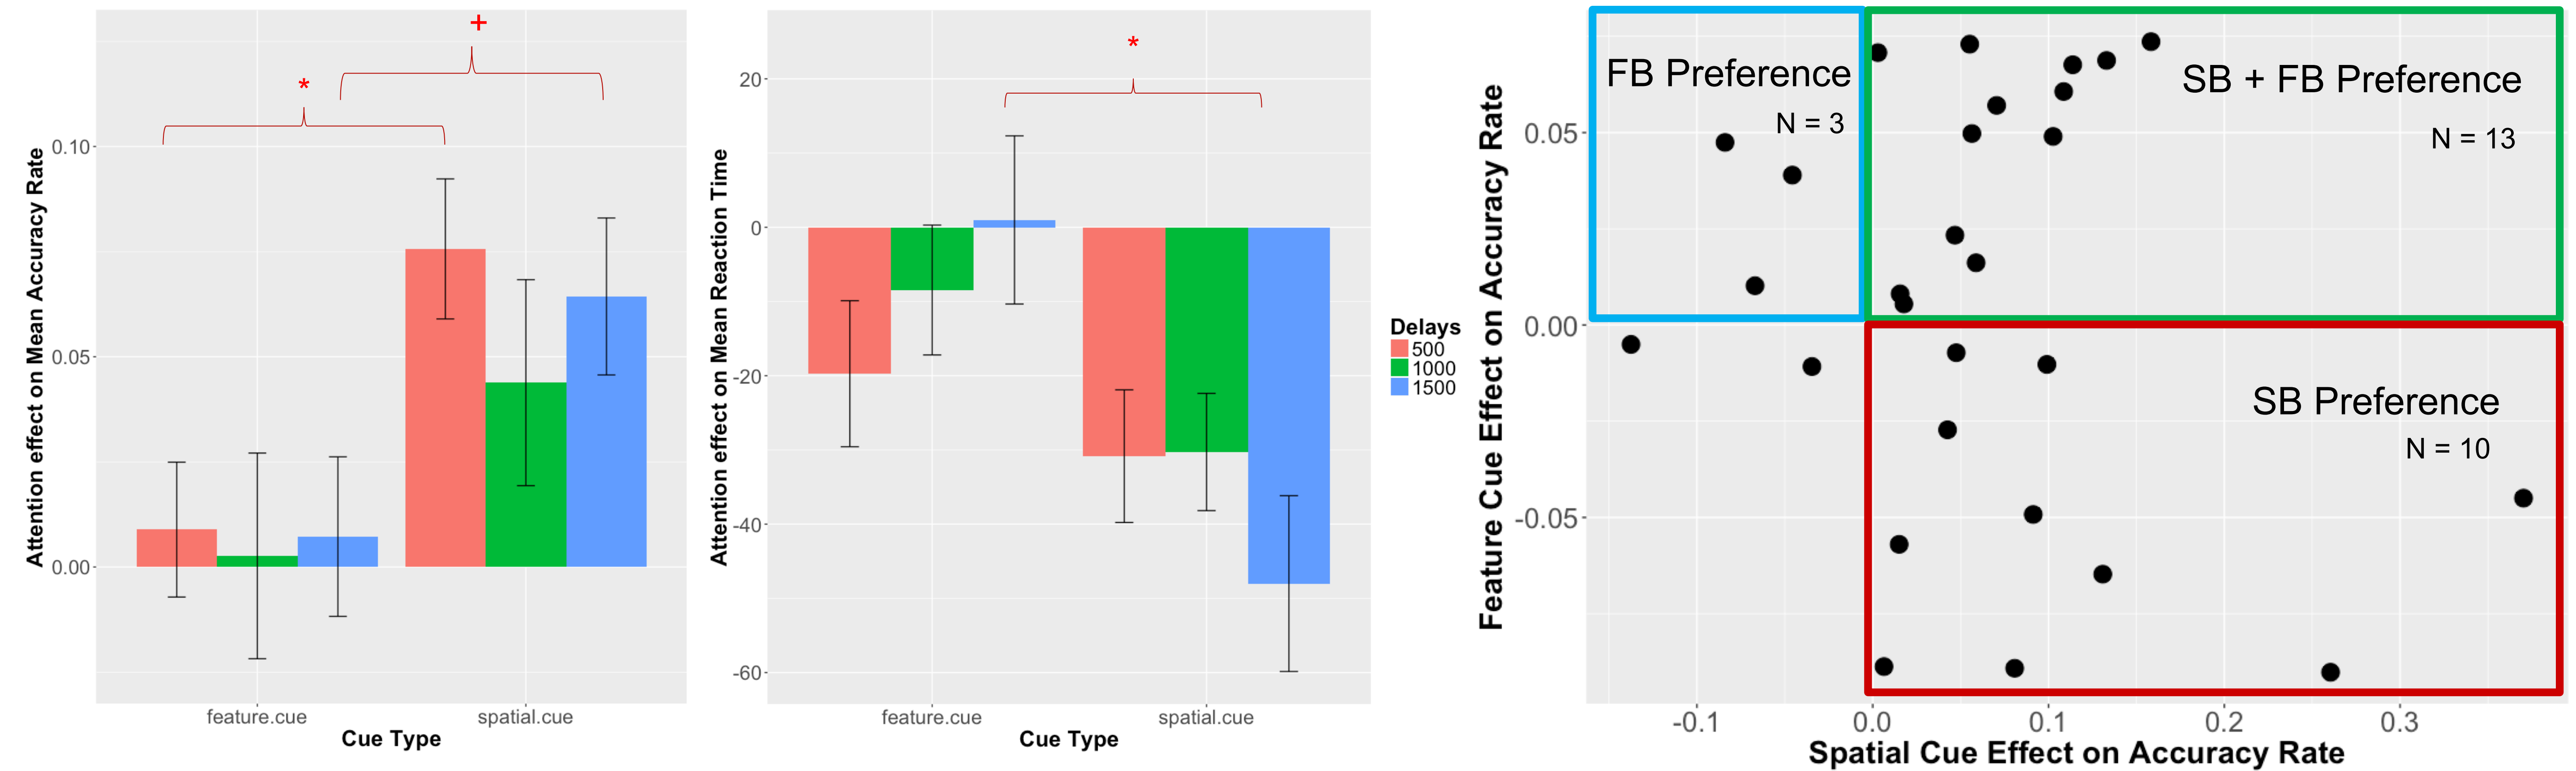 Attention effect on Mean Accuracy Rate
0.10
0.05
0.00
*
+
feature.cue
spatial.cue
Cue Type
Attention effect on Mean Reaction Time
20
0
-20
-40
-60
*
feature.cue
spatial.cue
Cue Type
Delays
500
1000
1500
Feature Cue Effect on Accuracy Rate
0.05
0.00
-0.05
FB Preference
N = 3
SB + FB Preference
N = 13
SB Preference
N = 10
-0.1
0.0
0.1
0.2
0.3
Spatial Cue Effect on Accuracy Rate